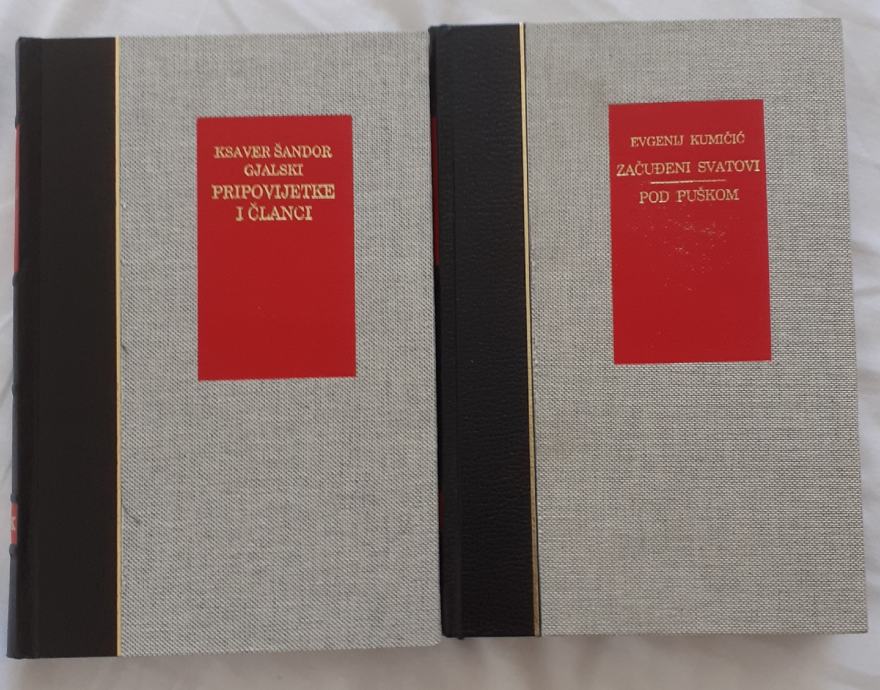 KSAVER ŠANDOR
GJALSKI
PRIPOVIJETKE
I ČLANCI
EVGENIJ KUMIČIĆ
ZAČUĐENI SVATOVI
POD PUŠKOM